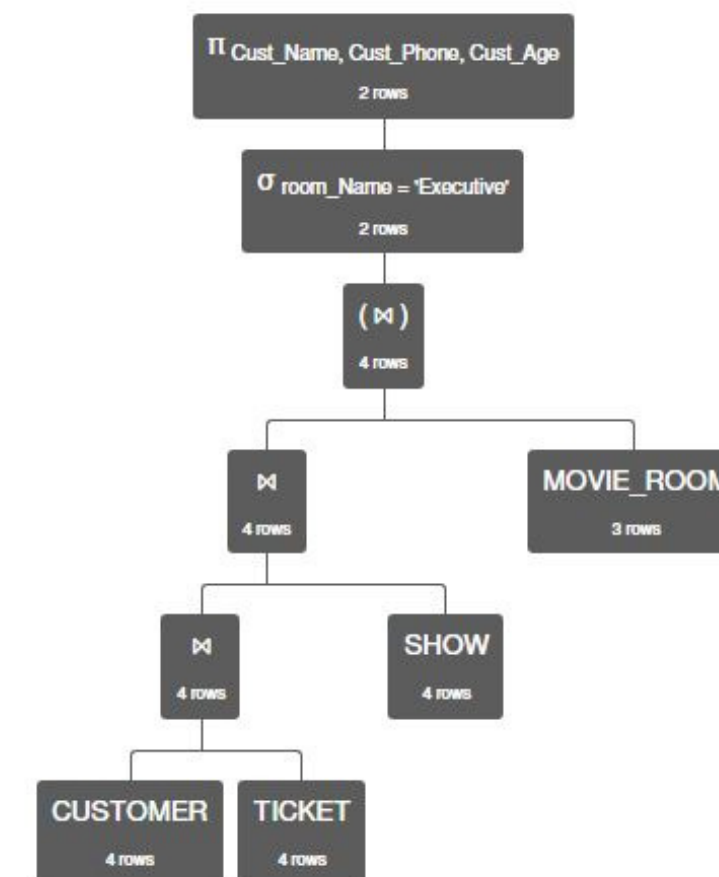 π Cust_Name, Cust_Phone, Cust_Age
2 rows
σ room_Name = 'Executive'
2 rows
( ⋈ )
4 rows
⋈
4 rows
MOVIE_ROOM
3 rows
⋈
4 rows
SHOW
4 rows
CUSTOMER
4 rows
TICKET
4 rows